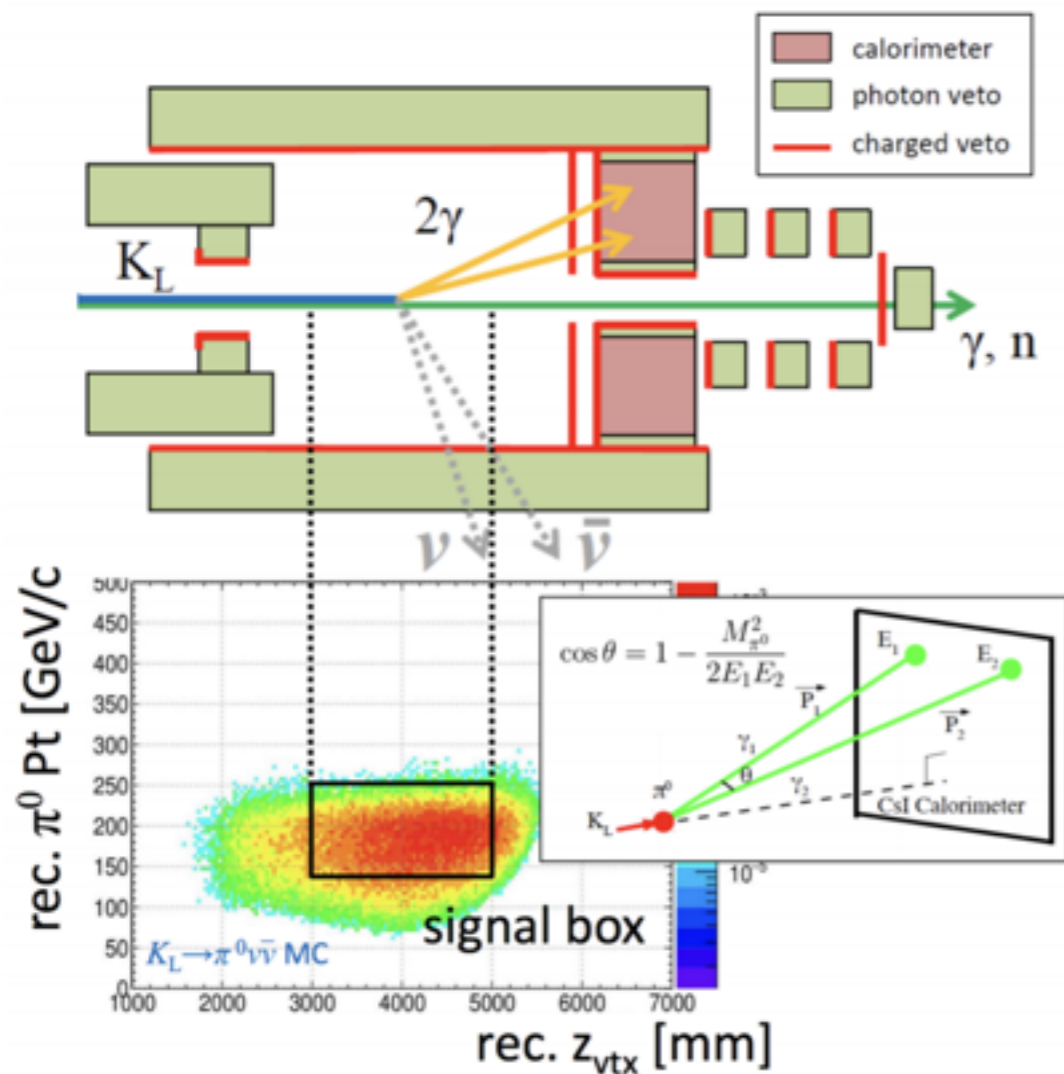 calorimeter
photon veto
charged veto
2γ
K_L
γ, n
ν
ν̄
rec. π⁰ Pt [GeV/c]
500
450
400
350
300
250
200
150
100
50
0
1000
2000
3000
4000
5000
6000
7000
rec. z_vtx [mm]
K_L→π⁰νν̄ MC
signal box
10⁻⁵
cos θ = 1 − M²_π⁰ / 2E₁E₂
E₁
E₂
P₁
P₂
γ₁
θ
γ₂
π⁰
K_L
CsI Calorimeter